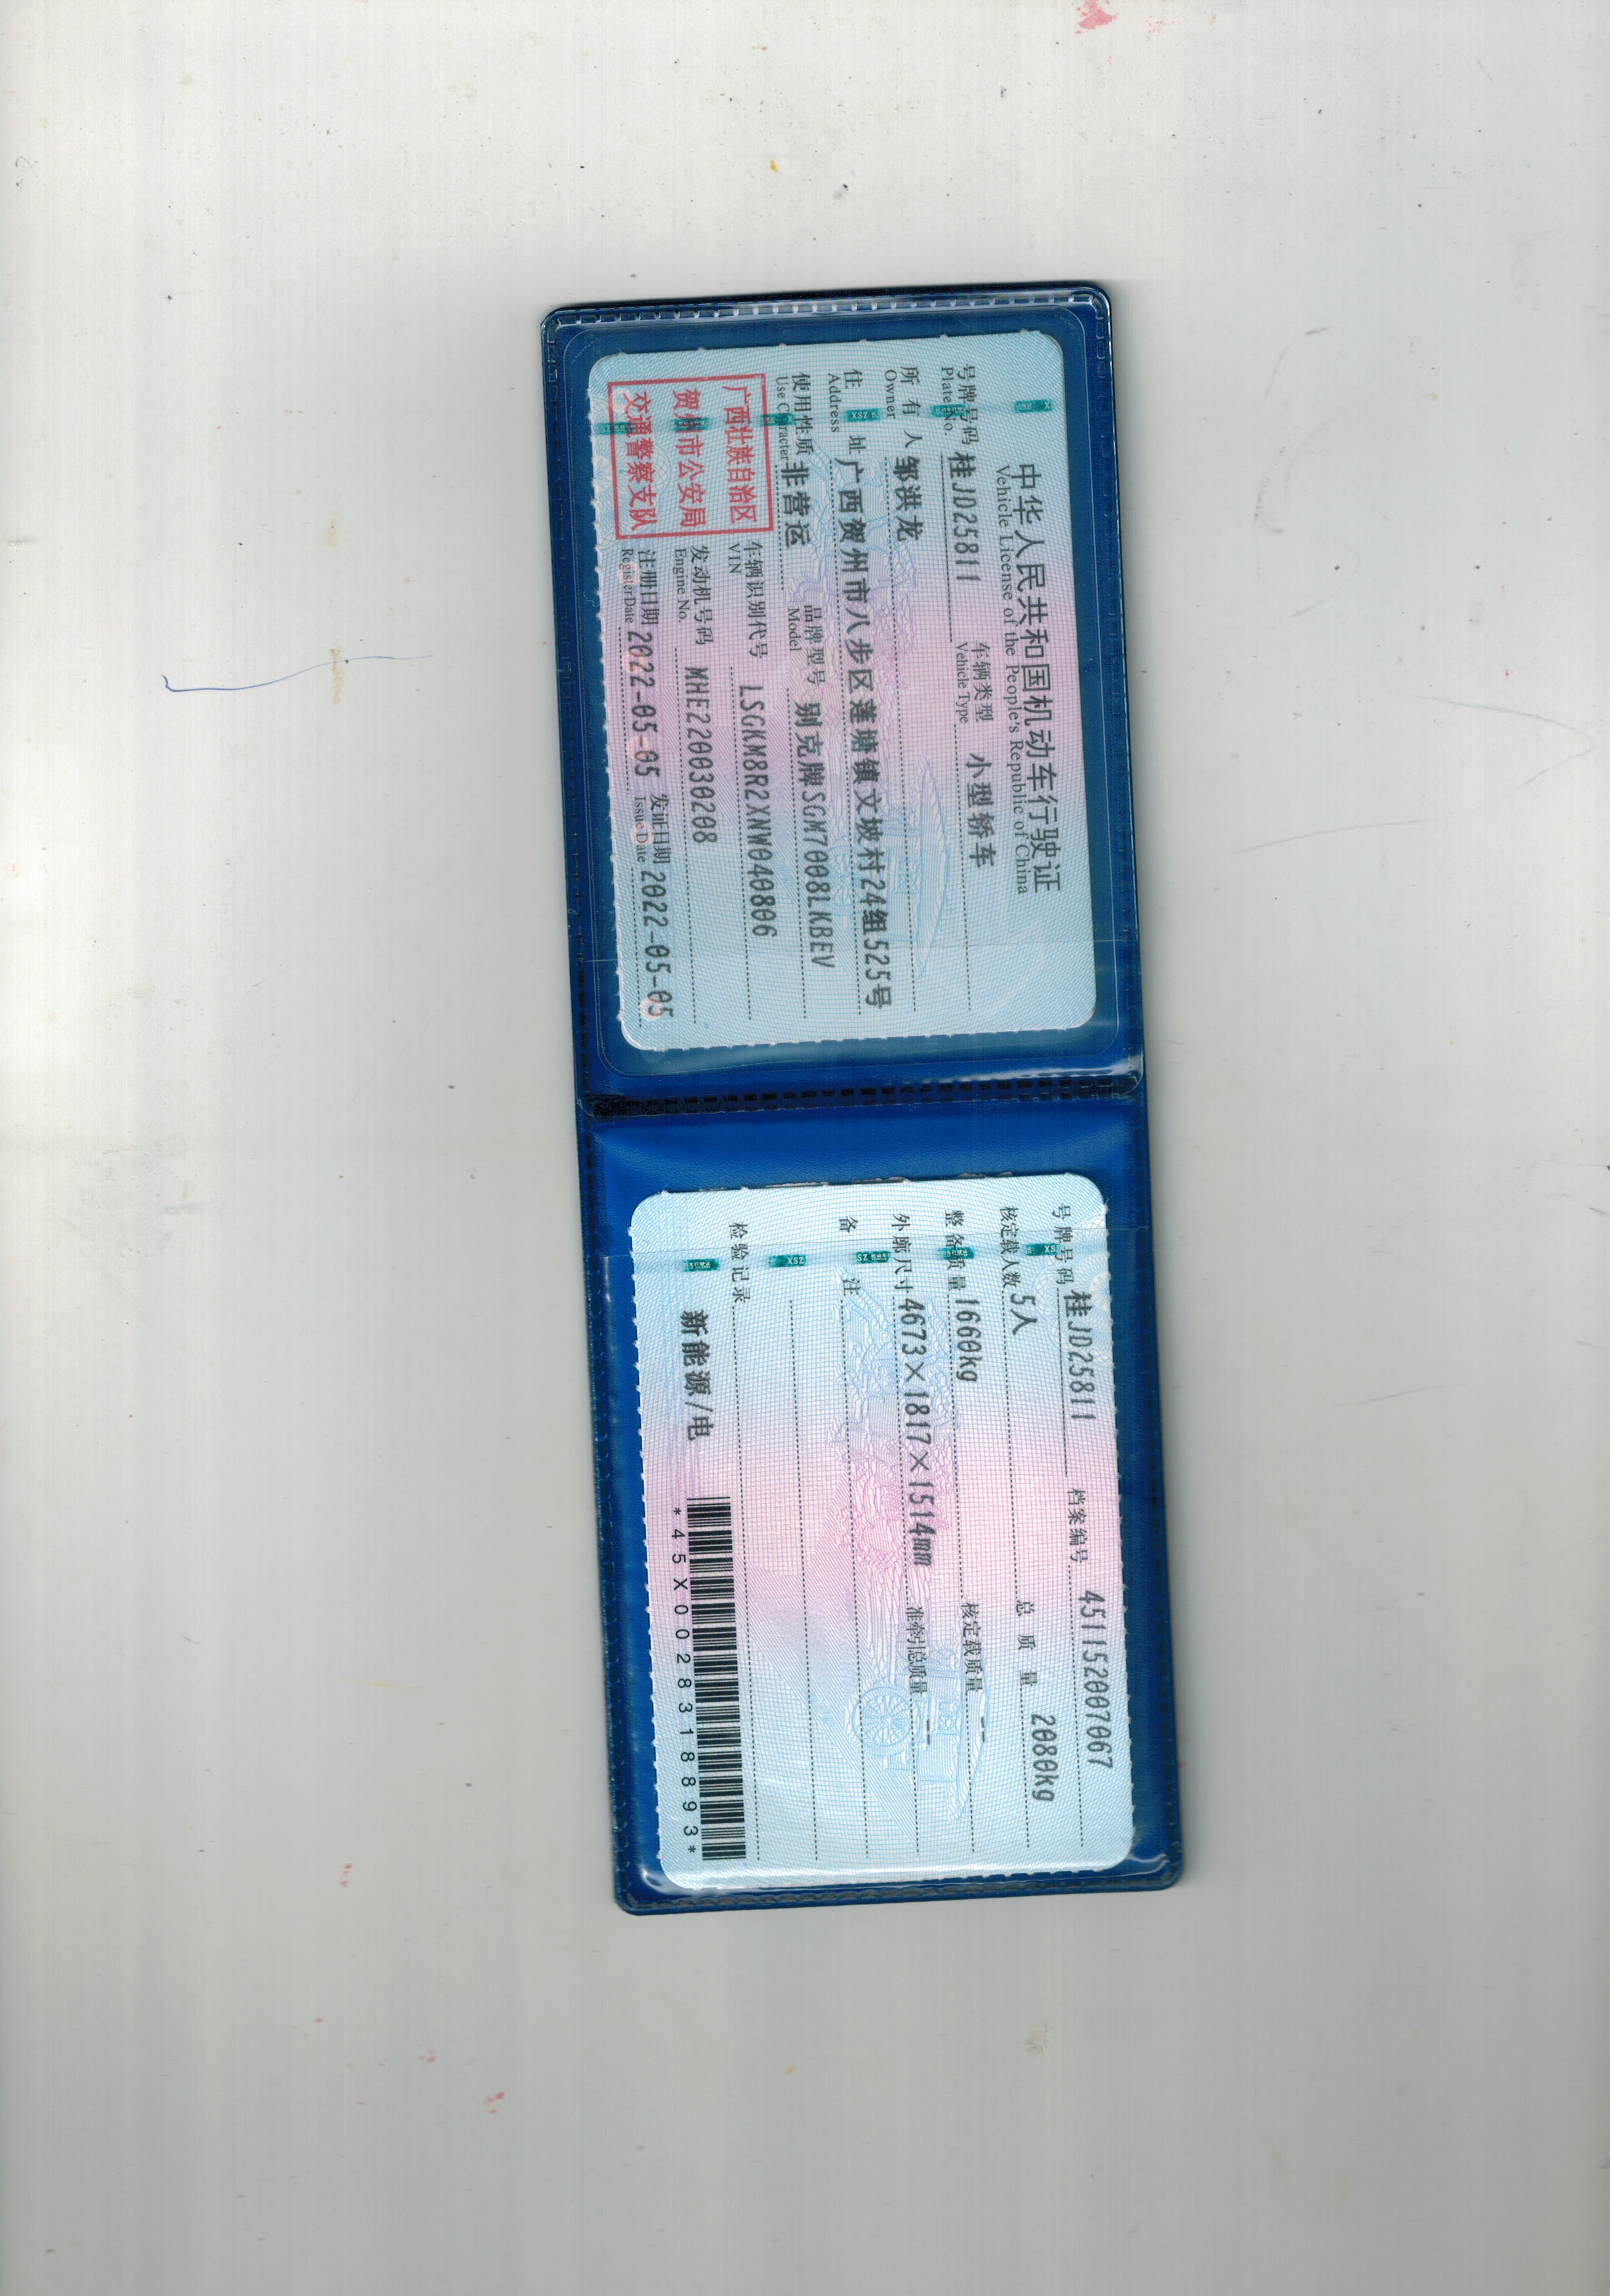 中华人民共和国机动车行驶证
Vehicle License of the People's Republic of China
号牌号码 桂JD25811 车辆类型 小型轿车
Plate No. Vehicle Type
所有人 邹洪龙
Owner
住址 广西贺州市八步区莲塘镇文坡村24组525号
Address
使用性质 非营运 品牌型号 别克牌SGM7008LKBEV
Use Character Model
广西壮族自治区
贺州市公安局
交通警察支队
车辆识别代号 LSGKM8R2XNW040806
VIN
发动机号码 MHE220030208
Engine No.
注册日期 2022-05-05 发证日期 2022-05-05
Register Date Issue Date
号牌号码 桂JD25811 档案编号 451152007067
核定载人数 5人 总质量 2080kg
整备质量 1660kg 核定载质量 --
外廓尺寸 4673×1817×1514mm 准牵引总质量 --
备注
检验记录
新能源/电
*45X0028318893*